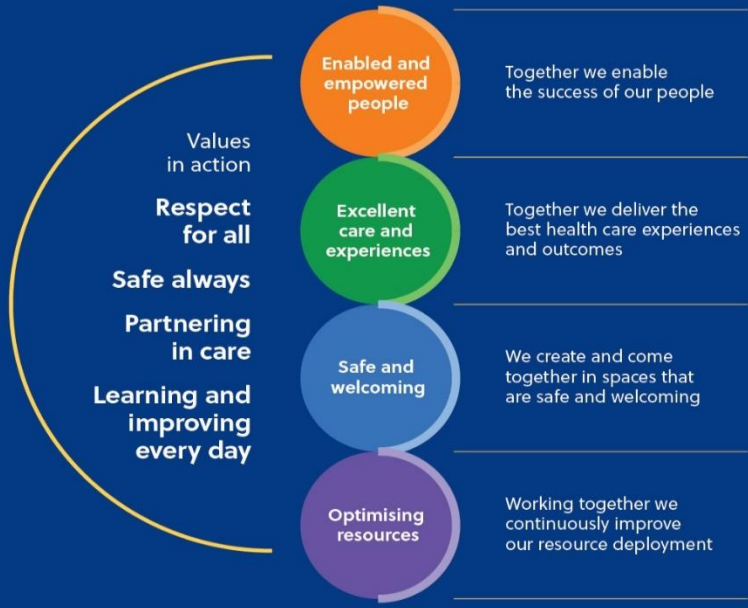 Values
in action
Respect
for all
Safe always
Partnering
in care
Learning and
improving
every day
Enabled and
empowered
people
Together we enable
the success of our people
Excellent
care and
experiences
Together we deliver the
best health care experiences
and outcomes
Safe and
welcoming
We create and come
together in spaces that
are safe and welcoming
Optimising
resources
Working together we
continuously improve
our resource deployment